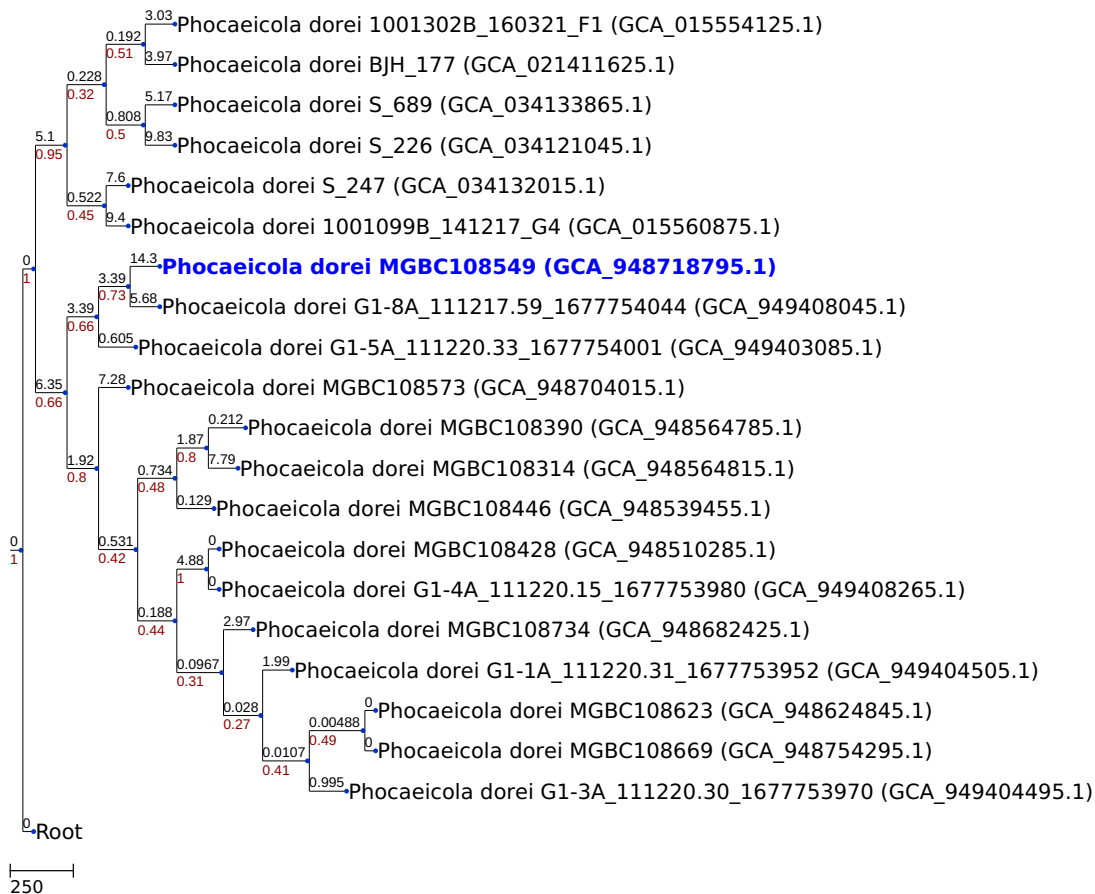 3.03
Phocaeicola dorei 1001302B_160321_F1 (GCA_015554125.1)
0.192
0.51
3.97
Phocaeicola dorei BJH_177 (GCA_021411625.1)
0.228
0.32
5.17
Phocaeicola dorei S_689 (GCA_034133865.1)
0.808
0.5
9.83
Phocaeicola dorei S_226 (GCA_034121045.1)
5.1
0.95
7.6
Phocaeicola dorei S_247 (GCA_034132015.1)
0.522
0.45
9.4
Phocaeicola dorei 1001099B_141217_G4 (GCA_015560875.1)
0
1
14.3
Phocaeicola dorei MGBC108549 (GCA_948718795.1)
3.39
0.73
5.68
Phocaeicola dorei G1-8A_111217.59_1677754044 (GCA_949408045.1)
3.39
0.66
0.605
Phocaeicola dorei G1-5A_111220.33_1677754001 (GCA_949403085.1)
6.35
0.66
7.28
Phocaeicola dorei MGBC108573 (GCA_948704015.1)
0.212
Phocaeicola dorei MGBC108390 (GCA_948564785.1)
1.87
0.8
7.79
Phocaeicola dorei MGBC108314 (GCA_948564815.1)
1.92
0.8
0.734
0.48
0.129
Phocaeicola dorei MGBC108446 (GCA_948539455.1)
0
1
0.531
0.42
0
Phocaeicola dorei MGBC108428 (GCA_948510285.1)
4.88
1
0
Phocaeicola dorei G1-4A_111220.15_1677753980 (GCA_949408265.1)
0.188
0.44
2.97
Phocaeicola dorei MGBC108734 (GCA_948682425.1)
0.0967
0.31
1.99
Phocaeicola dorei G1-1A_111220.31_1677753952 (GCA_949404505.1)
0.028
0.27
0
Phocaeicola dorei MGBC108623 (GCA_948624845.1)
0.00488
0.49
0
Phocaeicola dorei MGBC108669 (GCA_948754295.1)
0.0107
0.41
0.995
Phocaeicola dorei G1-3A_111220.30_1677753970 (GCA_949404495.1)
0
Root
250